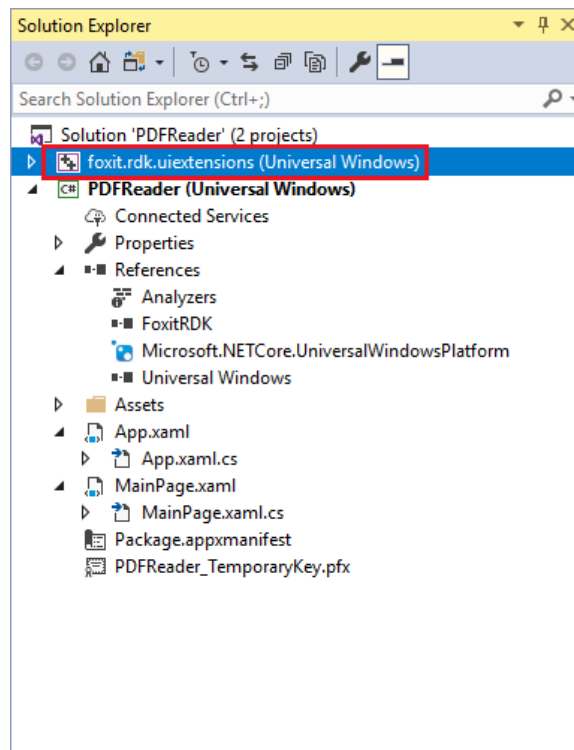 Solution Explorer
Search Solution Explorer (Ctrl+;)
Solution 'PDFReader' (2 projects)
foxit.rdk.uiextensions (Universal Windows)
C# PDFReader (Universal Windows)
Connected Services
Properties
References
Analyzers
FoxitRDK
Microsoft.NETCore.UniversalWindowsPlatform
Universal Windows
Assets
App.xaml
App.xaml.cs
MainPage.xaml
MainPage.xaml.cs
Package.appxmanifest
PDFReader_TemporaryKey.pfx